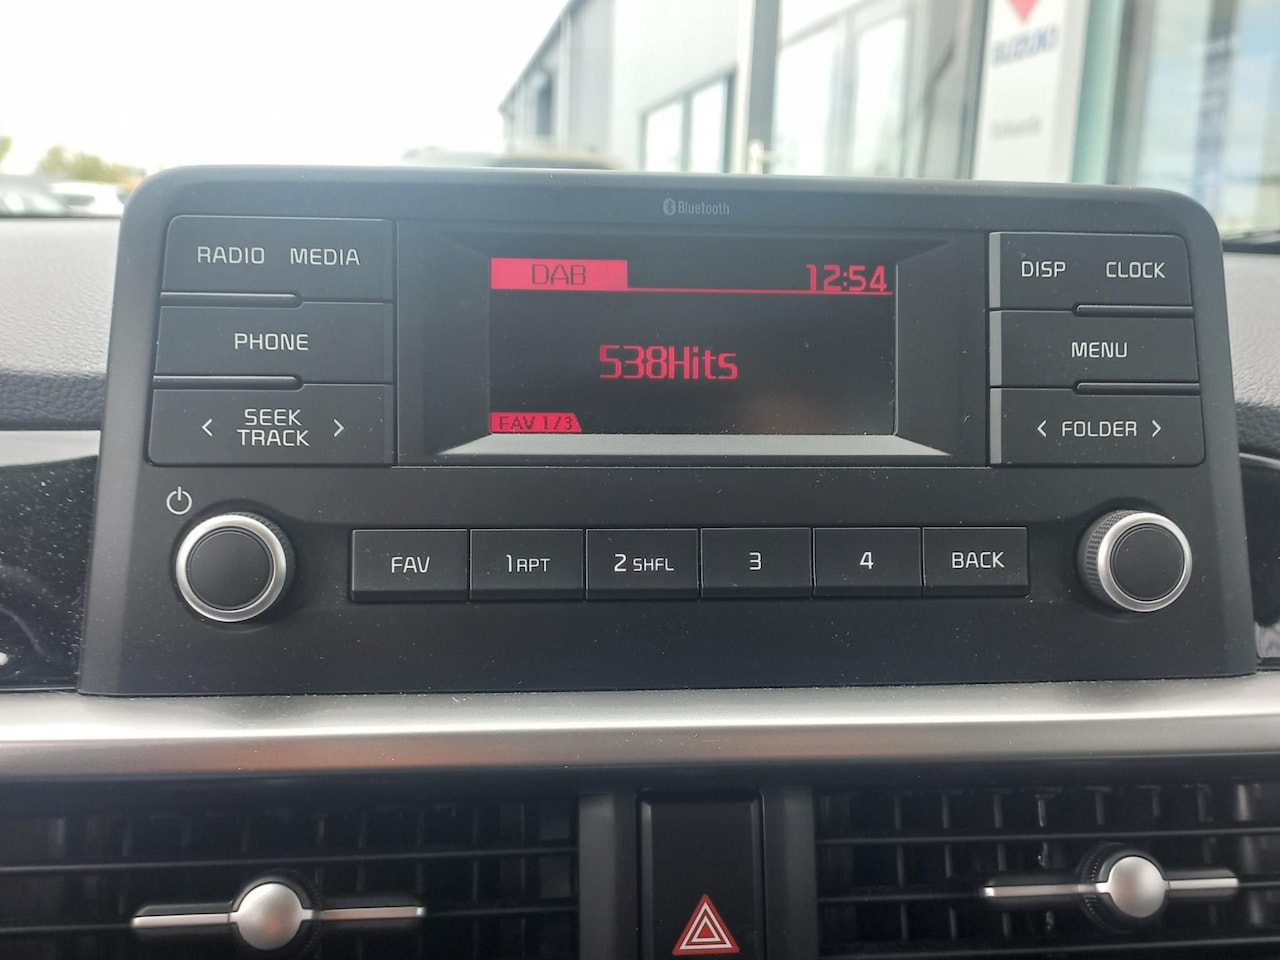 SUZUKI
Bluetooth
RADIO MEDIA
DAB 12:54
DISP CLOCK
PHONE
538Hits
MENU
< SEEK TRACK >
FAV 1/3
< FOLDER >
FAV
1 RPT
2 SHFL
3
4
BACK